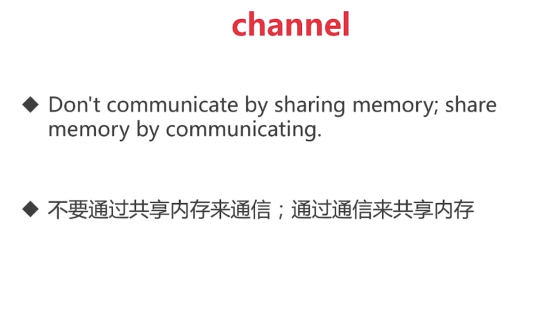 channel
◆ Don't communicate by sharing memory; share
memory by communicating.
◆ 不要通过共享内存来通信；通过通信来共享内存